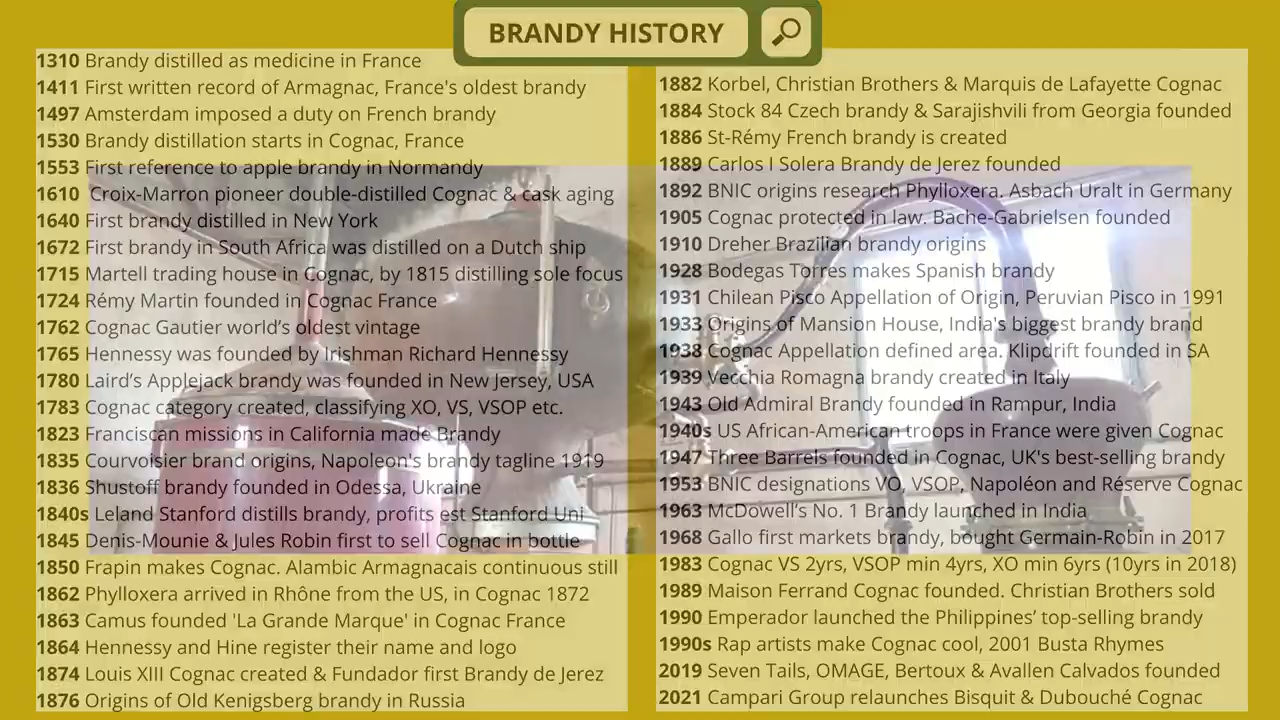 BRANDY HISTORY
1310 Brandy distilled as medicine in France
1411 First written record of Armagnac, France's oldest brandy
1497 Amsterdam imposed a duty on French brandy
1530 Brandy distillation starts in Cognac, France
1553 First reference to apple brandy in Normandy
1610 Croix-Marron pioneer double-distilled Cognac & cask aging
1640 First brandy distilled in New York
1672 First brandy in South Africa was distilled on a Dutch ship
1715 Martell trading house in Cognac, by 1815 distilling sole focus
1724 Rémy Martin founded in Cognac France
1762 Cognac Gautier world’s oldest vintage
1765 Hennessy was founded by Irishman Richard Hennessy
1780 Laird’s Applejack brandy was founded in New Jersey, USA
1783 Cognac category created, classifying XO, VS, VSOP etc.
1823 Franciscan missions in California made Brandy
1835 Courvoisier brand origins, Napoleon's brandy tagline 1919
1836 Shustoff brandy founded in Odessa, Ukraine
1840s Leland Stanford distills brandy, profits est Stanford Uni
1845 Denis-Mounie & Jules Robin first to sell Cognac in bottle
1850 Frapin makes Cognac. Alambic Armagnacais continuous still
1862 Phylloxera arrived in Rhône from the US, in Cognac 1872
1863 Camus founded 'La Grande Marque' in Cognac France
1864 Hennessy and Hine register their name and logo
1874 Louis XIII Cognac created & Fundador first Brandy de Jerez
1876 Origins of Old Kenigsberg brandy in Russia
1882 Korbel, Christian Brothers & Marquis de Lafayette Cognac
1884 Stock 84 Czech brandy & Sarajishvili from Georgia founded
1886 St-Rémy French brandy is created
1889 Carlos I Solera Brandy de Jerez founded
1892 BNIC origins research Phylloxera. Asbach Uralt in Germany
1905 Cognac protected in law. Bache-Gabrielsen founded
1910 Dreher Brazilian brandy origins
1928 Bodegas Torres makes Spanish brandy
1931 Chilean Pisco Appellation of Origin, Peruvian Pisco in 1991
1933 Origins of Mansion House, India's biggest brandy brand
1938 Cognac Appellation defined area. Klipdrift founded in SA
1939 Vecchia Romagna brandy created in Italy
1943 Old Admiral Brandy founded in Rampur, India
1940s US African-American troops in France were given Cognac
1947 Three Barrels founded in Cognac, UK's best-selling brandy
1953 BNIC designations VO, VSOP, Napoléon and Réserve Cognac
1963 McDowell’s No. 1 Brandy launched in India
1968 Gallo first markets brandy, bought Germain-Robin in 2017
1983 Cognac VS 2yrs, VSOP min 4yrs, XO min 6yrs (10yrs in 2018)
1989 Maison Ferrand Cognac founded. Christian Brothers sold
1990 Emperador launched the Philippines’ top-selling brandy
1990s Rap artists make Cognac cool, 2001 Busta Rhymes
2019 Seven Tails, OMAGE, Bertoux & Avallen Calvados founded
2021 Campari Group relaunches Bisquit & Dubouché Cognac